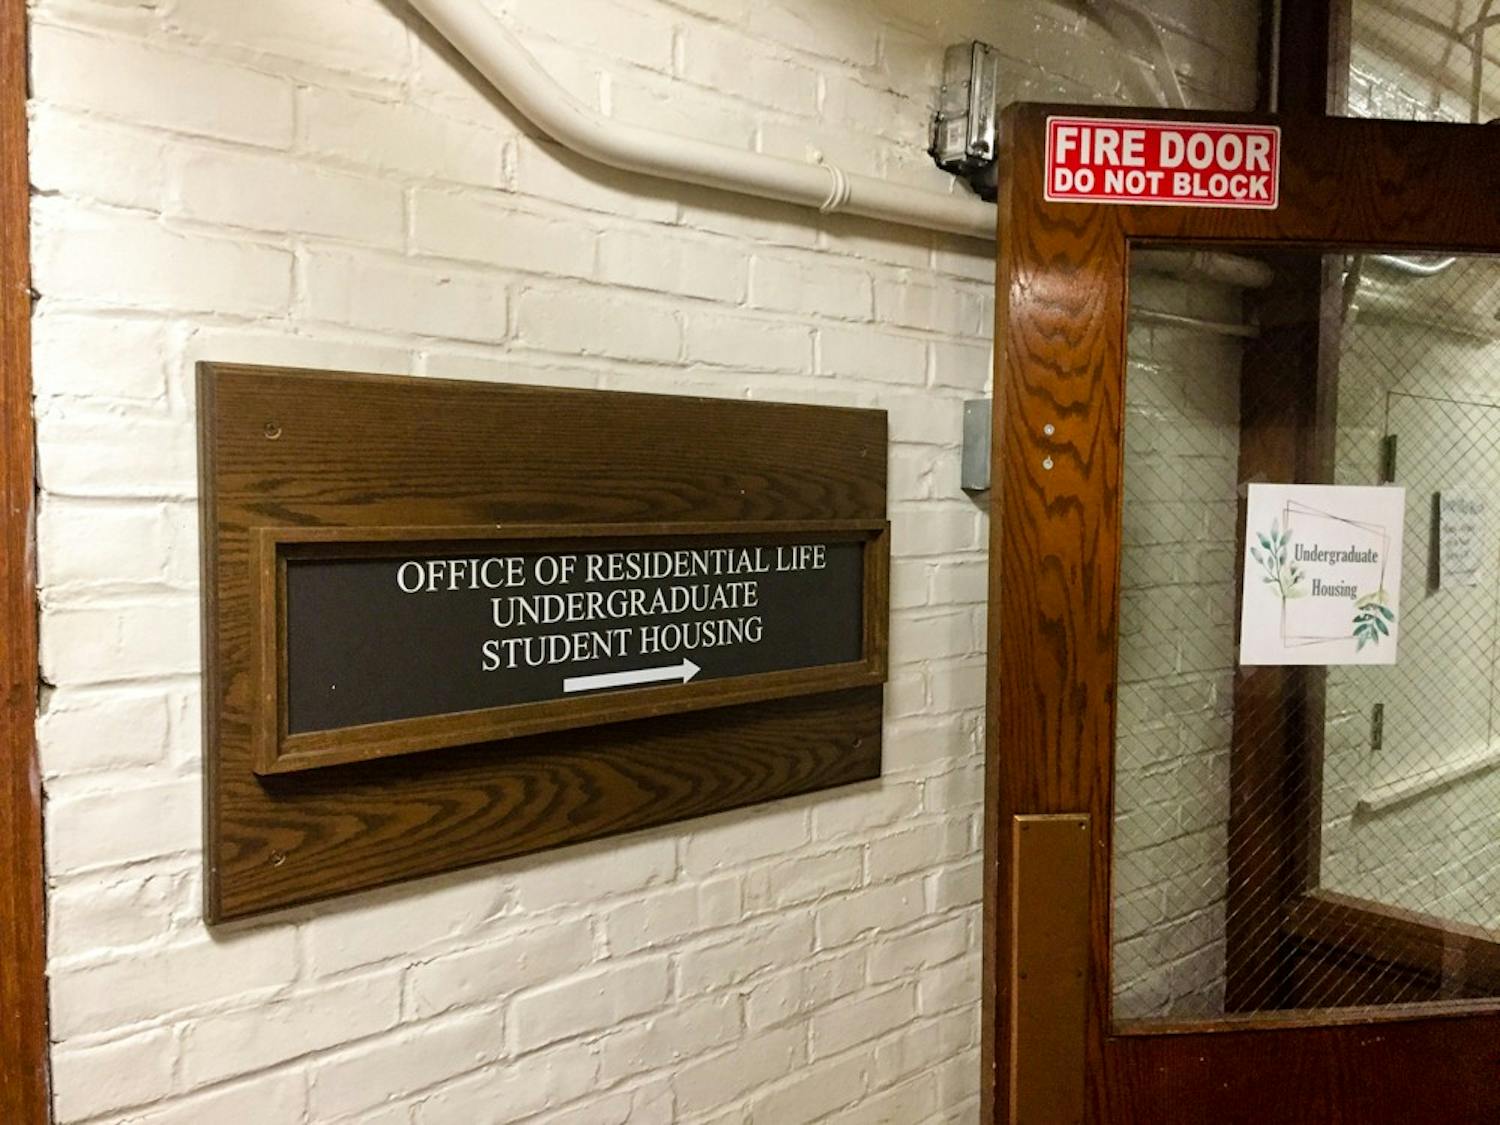 OFFICE OF RESIDENTIAL LIFE
UNDERGRADUATE
STUDENT HOUSING
FIRE DOOR
DO NOT BLOCK
Undergraduate
Housing